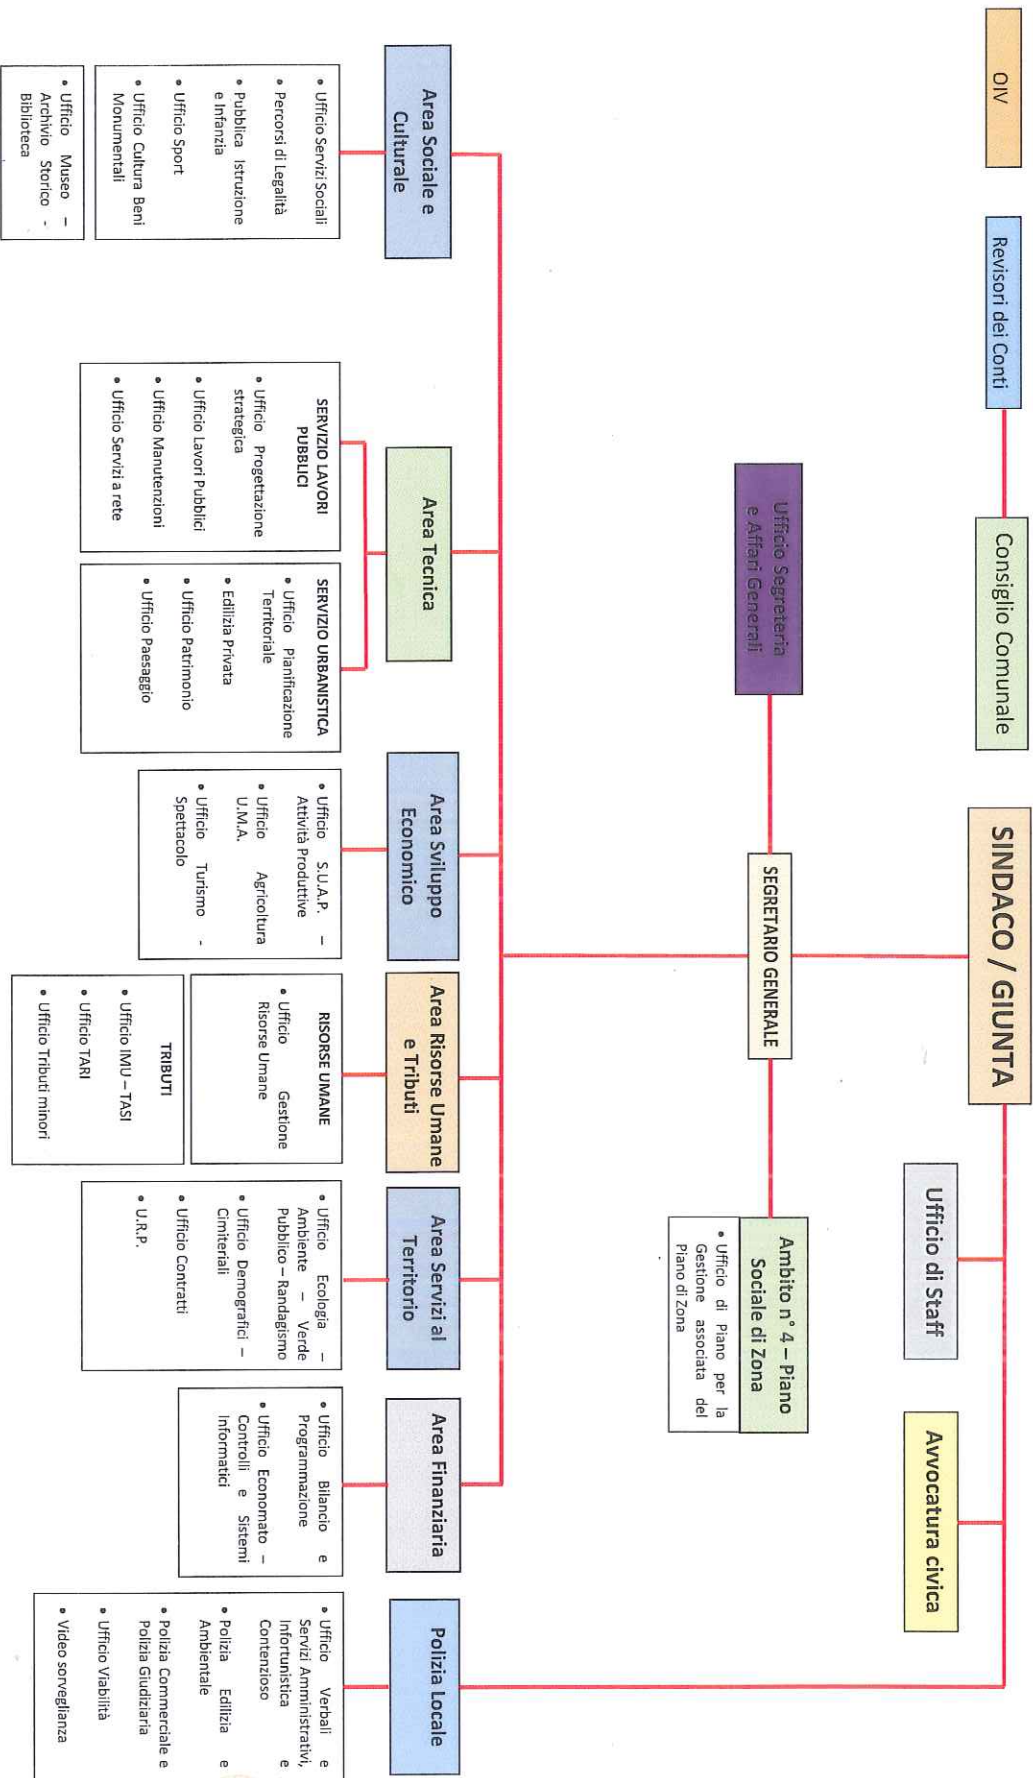 OIV
Revisori dei Conti
Consiglio Comunale
SINDACO / GIUNTA
Ufficio di Staff
Avvocatura civica
Ufficio Segreteria
e Affari Generali
SEGRETARIO GENERALE
Ambito n° 4 – Piano
Sociale di Zona
• Ufficio di Piano per la
Gestione associata del
Piano di Zona
Area Sociale e
Culturale
• Ufficio Servizi Sociali
• Percorsi di Legalità
• Pubblica Istruzione
e Infanzia
• Ufficio Sport
• Ufficio Cultura Beni
Monumentali
• Ufficio Museo –
Archivio Storico -
Biblioteca
Area Tecnica
SERVIZIO LAVORI
PUBBLICI
• Ufficio Progettazione
strategica
• Ufficio Lavori Pubblici
• Ufficio Manutenzioni
• Ufficio Servizi a rete
SERVIZIO URBANISTICA
• Ufficio Pianificazione
Territoriale
• Edilizia Privata
• Ufficio Patrimonio
• Ufficio Paesaggio
Area Sviluppo
Economico
• Ufficio S.U.A.P. –
Attività Produttive
• Ufficio Agricoltura
U.M.A.
• Ufficio Turismo -
Spettacolo
Area Risorse Umane
e Tributi
RISORSE UMANE
• Ufficio Gestione
Risorse Umane
TRIBUTI
• Ufficio IMU – TASI
• Ufficio TARI
• Ufficio Tributi minori
Area Servizi al
Territorio
• Ufficio Ecologia –
Ambiente – Verde
Pubblico – Randagismo
• Ufficio Demografici –
Cimiteriali
• Ufficio Contratti
• U.R.P.
Area Finanziaria
• Ufficio Bilancio e
Programmazione
• Ufficio Economato –
Controlli e Sistemi
Informatici
Polizia Locale
• Ufficio Verbali e
Servizi Amministrativi,
Infortunistica e
Contenzioso
• Polizia Edilizia e
Ambientale
• Polizia Commerciale e
Polizia Giudiziaria
• Ufficio Viabilità
• Video sorveglianza